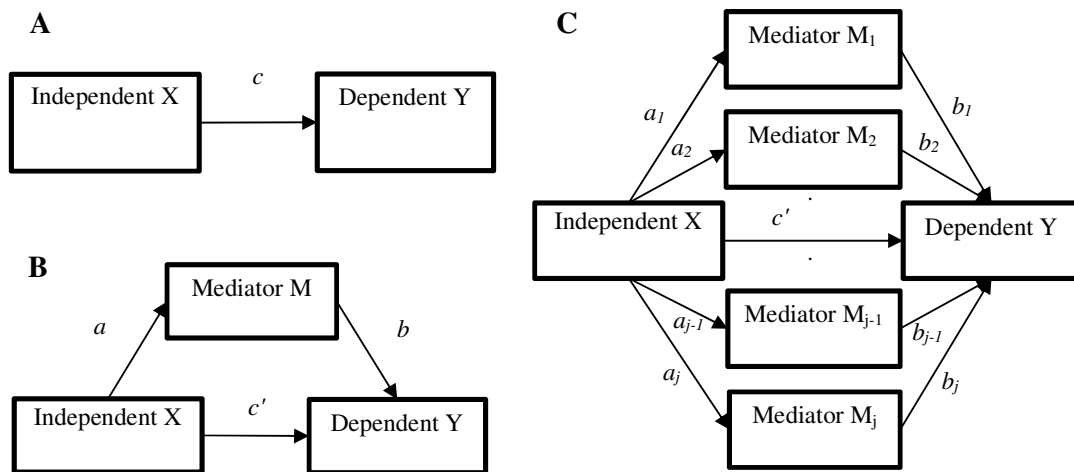 A
c
Independent X
Dependent Y
B
Mediator M
a
b
Independent X
c'
Dependent Y
C
Mediator M₁
a₁
b₁
Mediator M₂
a₂
b₂
.
Independent X
c'
Dependent Y
.
Mediator Mⱼ₋₁
aⱼ₋₁
bⱼ₋₁
aⱼ
bⱼ
Mediator Mⱼ